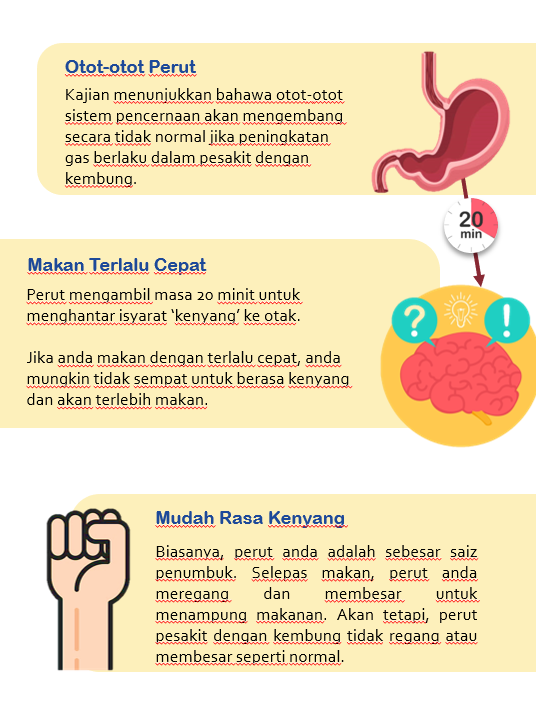 Otot-otot Perut
Kajian menunjukkan bahawa otot-otot
sistem pencernaan akan mengembang
secara tidak normal jika peningkatan
gas berlaku dalam pesakit dengan
kembung.
20
min
Makan Terlalu Cepat
Perut mengambil masa 20 minit untuk
menghantar isyarat ‘kenyang’ ke otak.
Jika anda makan dengan terlalu cepat, anda
mungkin tidak sempat untuk berasa kenyang
dan akan terlebih makan.
? !
Mudah Rasa Kenyang
Biasanya, perut anda adalah sebesar saiz
penumbuk. Selepas makan, perut anda
meregang dan membesar untuk
menampung makanan. Akan tetapi, perut
pesakit dengan kembung tidak regang atau
membesar seperti normal.